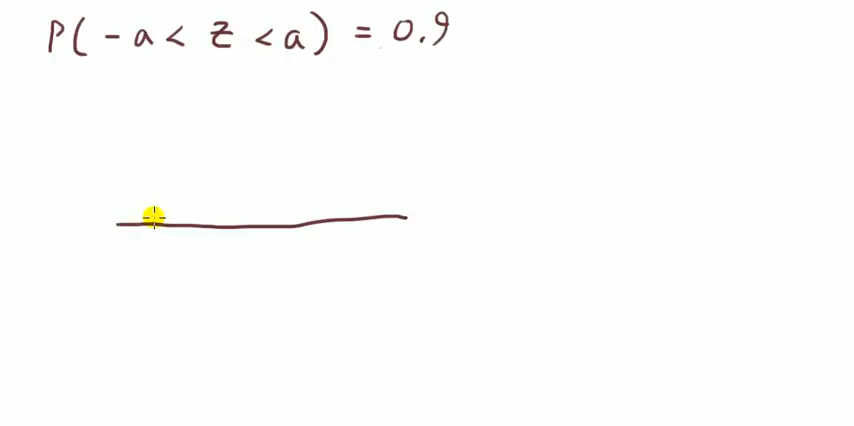 P(-a < z < a) = 0.9